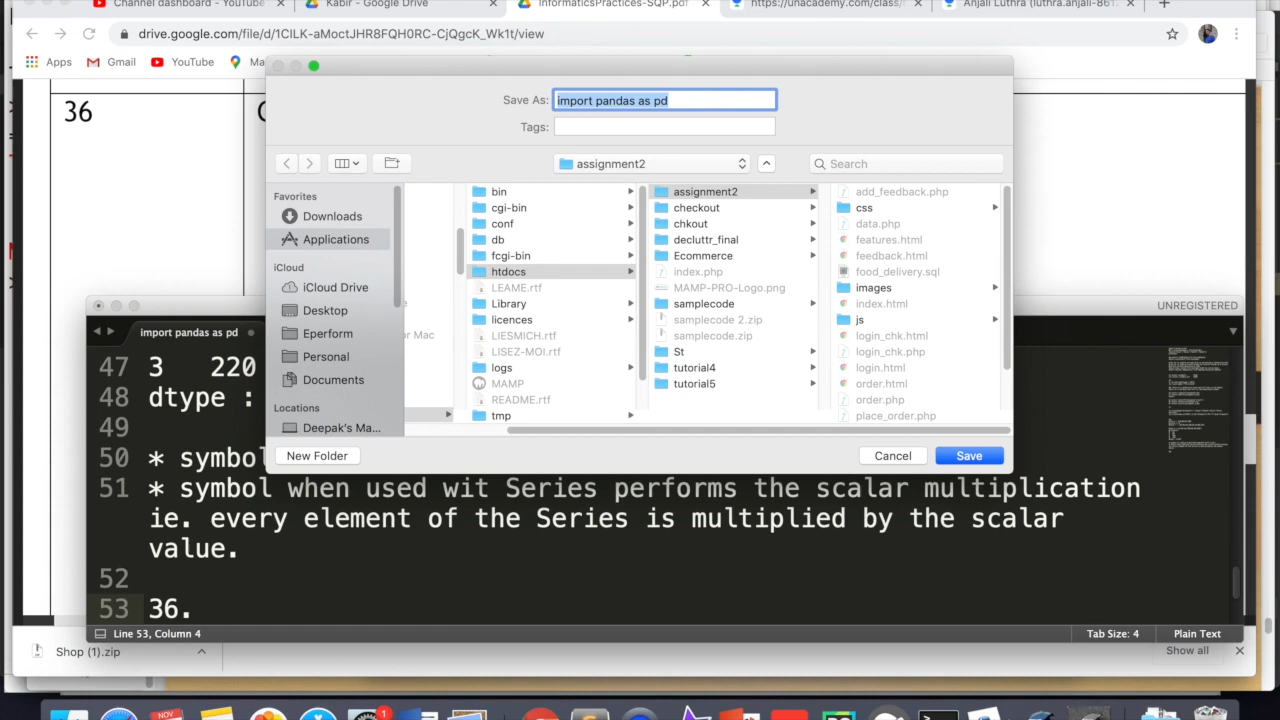 Channel dashboard - YouTube
Kabir - Google Drive
InformaticsPractices-SQP.pdf
https://unacademy.com/class/
Anjali Luthra (luthra.anjali-861
drive.google.com/file/d/1ClLK-aMoctJHR8FQH0RC-CjQgcK_Wk1t/view
Apps
Gmail
YouTube
Ma
36
Save As: import pandas as pd
Tags:
assignment2
Search
Favorites
Downloads
Applications
iCloud
iCloud Drive
Desktop
Eperform
Personal
Documents
Locations
Deepak's Ma...
or Mac
bin
cgi-bin
conf
db
fcgi-bin
htdocs
LEAME.rtf
Library
licences
LIESMICH.rtf
LISEZ-MOI.rtf
logs
MAMP
README.rtf
tmp
assignment2
checkout
chkout
decluttr_final
Ecommerce
index.php
MAMP-PRO-Logo.png
samplecode
samplecode 2.zip
samplecode.zip
St
tutorial4
tutorial5
add_feedback.php
css
data.php
features.html
feedback.html
food_delivery.sql
images
index.html
js
login_chk.html
login_chk.php
login.html
order.html
order.php
place_order.php
New Folder
Cancel
Save
UNREGISTERED
import pandas as pd
47 3 220
48 dtype :
49
50 * symbol
51 * symbol when used wit Series performs the scalar multiplication
ie. every element of the Series is multiplied by the scalar
value.
52
53 36.
Line 53, Column 4
Tab Size: 4
Plain Text
Shop (1).zip
Show all
NOV
1